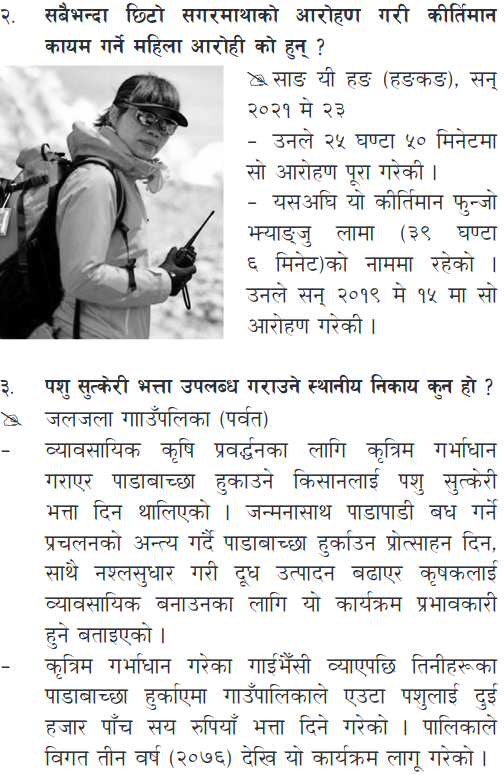 २. सबैभन्दा छिटो सगरमाथाको आरोहण गरी कीर्तिमान
कायम गर्ने महिला आरोही को हुन् ?
साङ यी हङ (हङकङ), सन्
२०२१ मे २३
– उनले २५ घण्टा ५० मिनेटमा
सो आरोहण पूरा गरेकी ।
– यसअघि यो कीर्तिमान फुन्जो
झ्याङ्जु लामा (३९ घण्टा
६ मिनेट)को नाममा रहेको ।
उनले सन् २०१९ मे १५ मा सो
आरोहण गरेकी ।
३. पशु सुत्केरी भत्ता उपलब्ध गराउने स्थानीय निकाय कुन हो ?
जलजला गााउँपलिका (पर्वत)
– व्यावसायिक कृषि प्रवर्द्धनका लागि कृत्रिम गर्भाधान
गराएर पाडाबाच्छा हुकाउने किसानलाई पशु सुत्केरी
भत्ता दिन थालिएको । जन्मनासाथ पाडापाडी बध गर्ने
प्रचलनको अन्त्य गर्दै पाडाबाच्छा हुर्काउन प्रोत्साहन दिन,
साथै नश्लसुधार गरी दूध उत्पादन बढाएर कृषकलाई
व्यावसायिक बनाउनका लागि यो कार्यक्रम प्रभावकारी
हुने बताइएको ।
– कृत्रिम गर्भाधान गरेका गाईभैँसी व्याएपछि तिनीहरूका
पाडाबाच्छा हुर्काएमा गाउँपालिकाले एउटा पशुलाई दुई
हजार पाँच सय रुपियाँ भत्ता दिने गरेको । पालिकाले
विगत तीन वर्ष (२०७६) देखि यो कार्यक्रम लागू गरेको ।